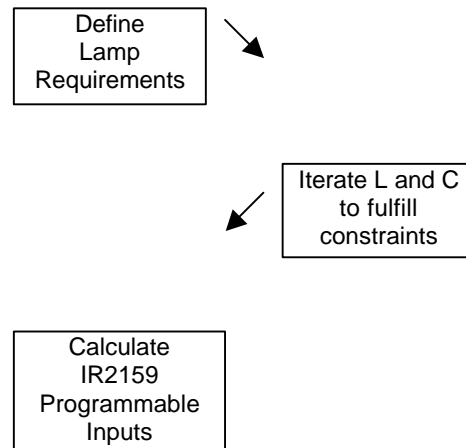 Define
Lamp
Requirements
Iterate L and C
to fulfill
constraints
Calculate
IR2159
Programmable
Inputs